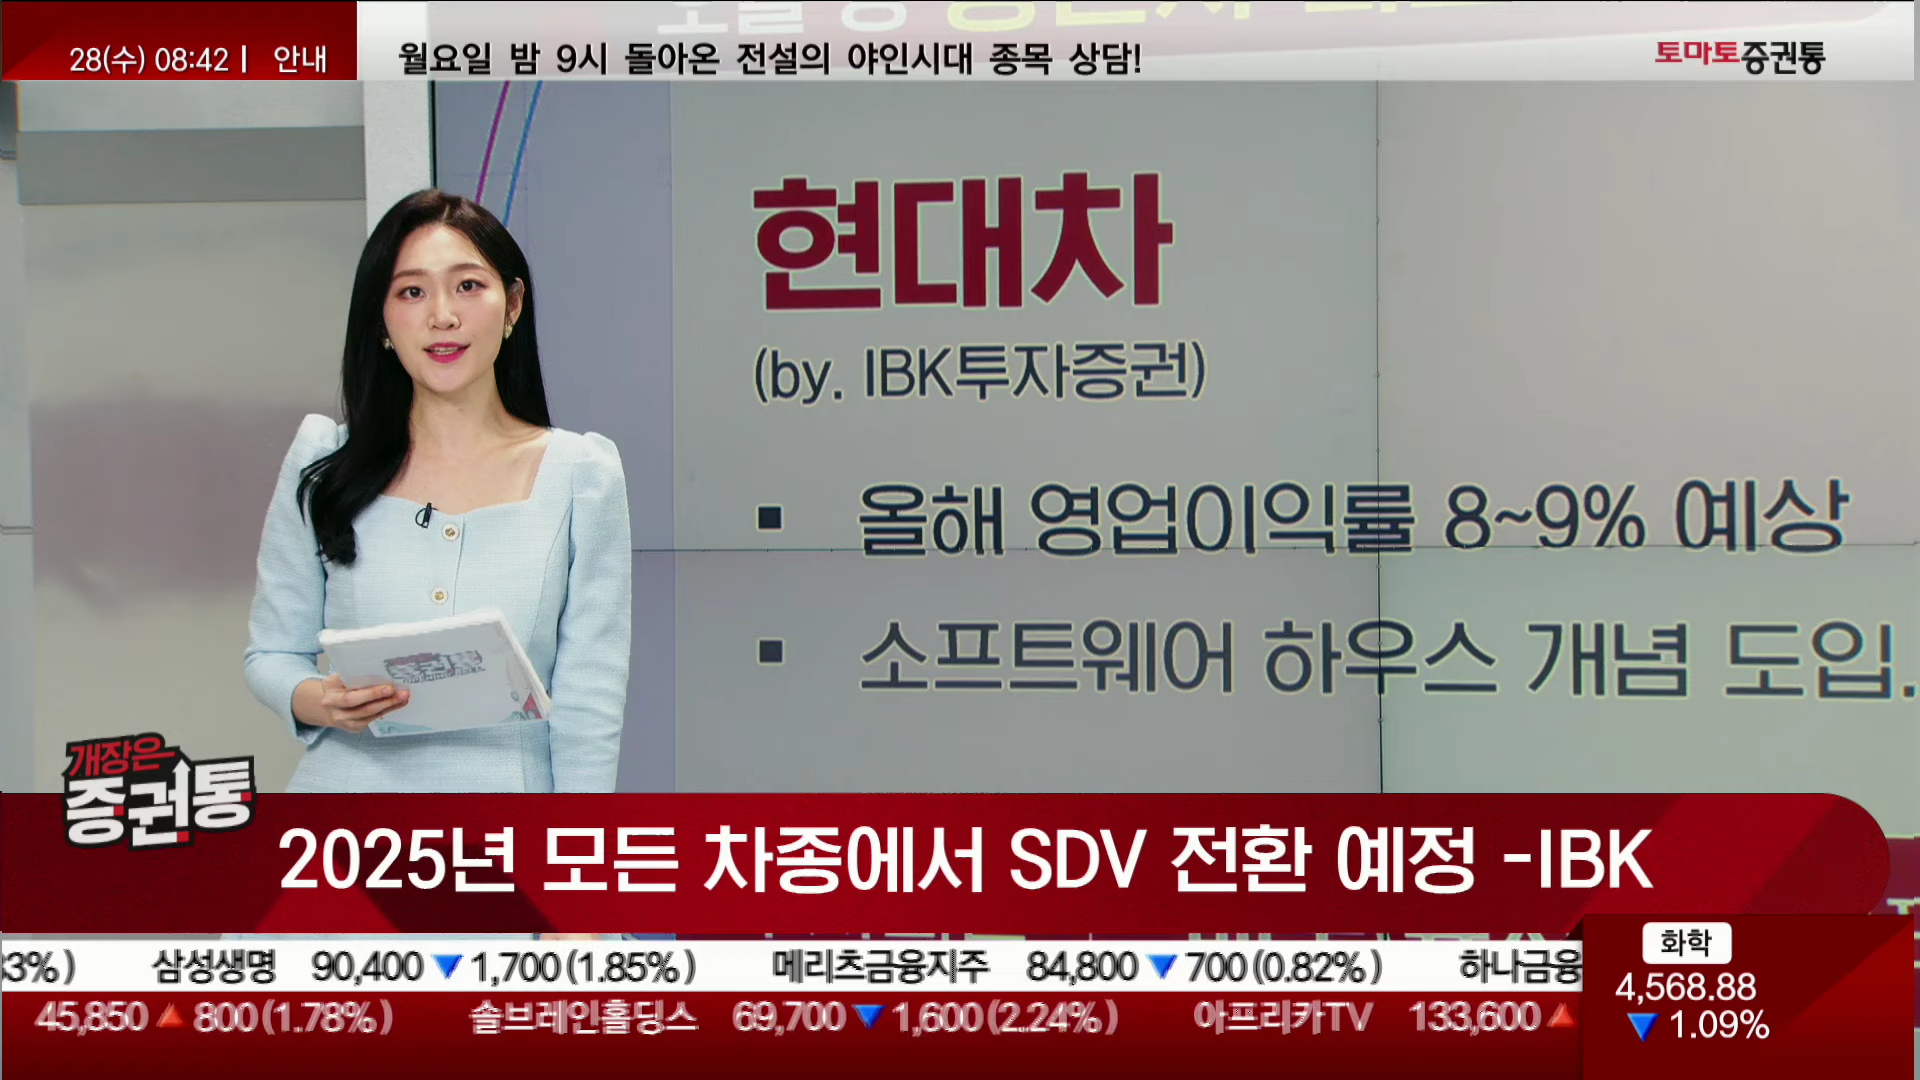 28(수) 08:42 | 안내
월요일 밤 9시 돌아온 전설의 야인시대 종목 상담!
토마토증권통
현대차
(by. IBK투자증권)
▪ 올해 영업이익률 8~9% 예상
▪ 소프트웨어 하우스 개념 도입.
개장은
증권통
2025년 모든 차종에서 SDV 전환 예정 -IBK
33%) 삼성생명 90,400 ▼ 1,700 (1.85%) 메리츠금융지주 84,800 ▼ 700 (0.82%) 하나금융
45,850 ▲ 800 (1.78%) 솔브레인홀딩스 69,700 ▼ 1,600 (2.24%) 아프리카TV 133,600 ▲
화학
4,568.88
▼ 1.09%